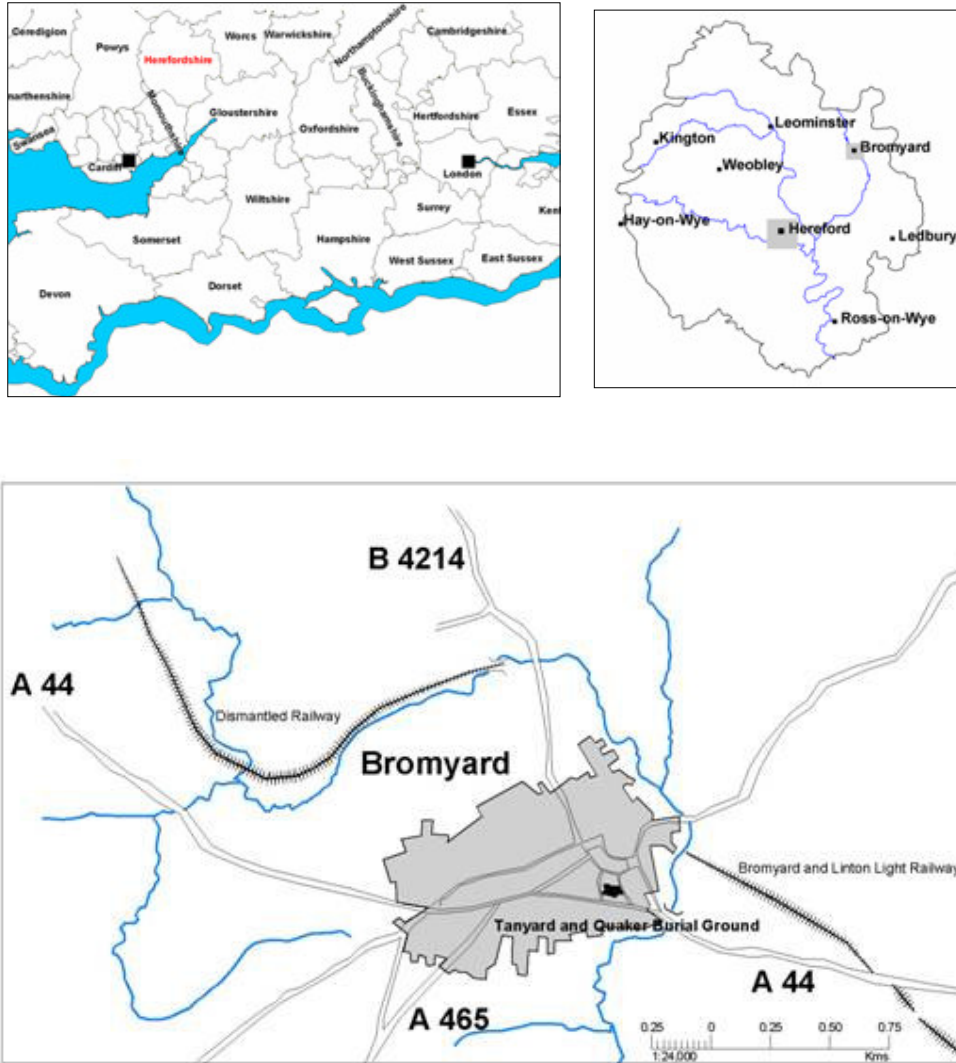 Ceredigion
Powys
Worcs
Warwickshire
Northamptonshire
Cambridgeshire
Herefordshire
marthenshire
Monmouthshire
Gloustershire
Buckinghamshire
Hertfordshire
Essex
Oxfordshire
Swansea
Cardiff
London
Wiltshire
Surrey
Kent
Somerset
Hampshire
West Sussex
East Sussex
Devon
Dorset
Leominster
Kington
Bromyard
Weobley
Hay-on-Wye
Hereford
Ledbury
Ross-on-Wye
B 4214
A 44
Dismantled Railway
Bromyard
Bromyard and Linton Light Railway
Tanyard and Quaker Burial Ground
A 44
A 465
0.25 0 0.25 0.50 0.75
1:24,000 Kms